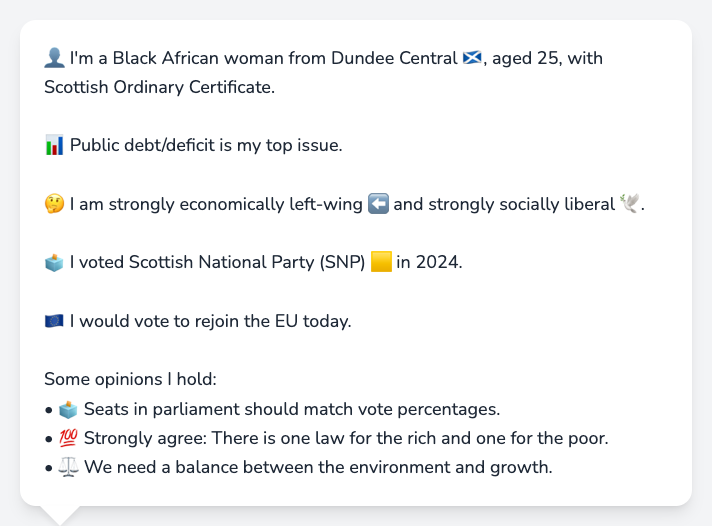 👤 I'm a Black African woman from Dundee Central 🏴󠁧󠁢󠁳󠁣󠁴󠁿, aged 25, with
Scottish Ordinary Certificate.
📊 Public debt/deficit is my top issue.
🤔 I am strongly economically left-wing ⬅️ and strongly socially liberal 🕊️.
🗳️ I voted Scottish National Party (SNP) 🟨 in 2024.
🇪🇺 I would vote to rejoin the EU today.
Some opinions I hold:
• 🗳️ Seats in parliament should match vote percentages.
• 💯 Strongly agree: There is one law for the rich and one for the poor.
• ⚖️ We need a balance between the environment and growth.